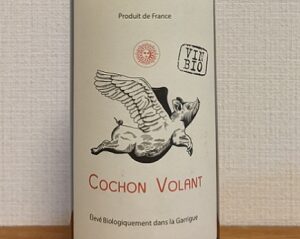 Produit de France
VIN
BIO
COCHON VOLANT
Élevé Biologiquement dans la Garrigue